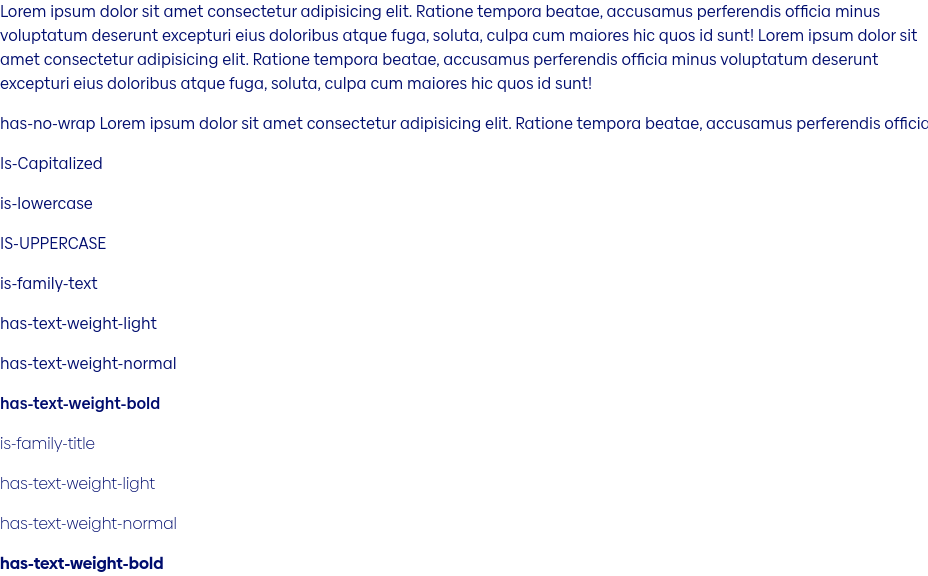 Lorem ipsum dolor sit amet consectetur adipisicing elit. Ratione tempora beatae, accusamus perferendis officia minus
voluptatum deserunt excepturi eius doloribus atque fuga, soluta, culpa cum maiores hic quos id sunt! Lorem ipsum dolor sit
amet consectetur adipisicing elit. Ratione tempora beatae, accusamus perferendis officia minus voluptatum deserunt
excepturi eius doloribus atque fuga, soluta, culpa cum maiores hic quos id sunt!
has-no-wrap Lorem ipsum dolor sit amet consectetur adipisicing elit. Ratione tempora beatae, accusamus perferendis officia
Is-Capitalized
is-lowercase
IS-UPPERCASE
is-family-text
has-text-weight-light
has-text-weight-normal
has-text-weight-bold
is-family-title
has-text-weight-light
has-text-weight-normal
has-text-weight-bold